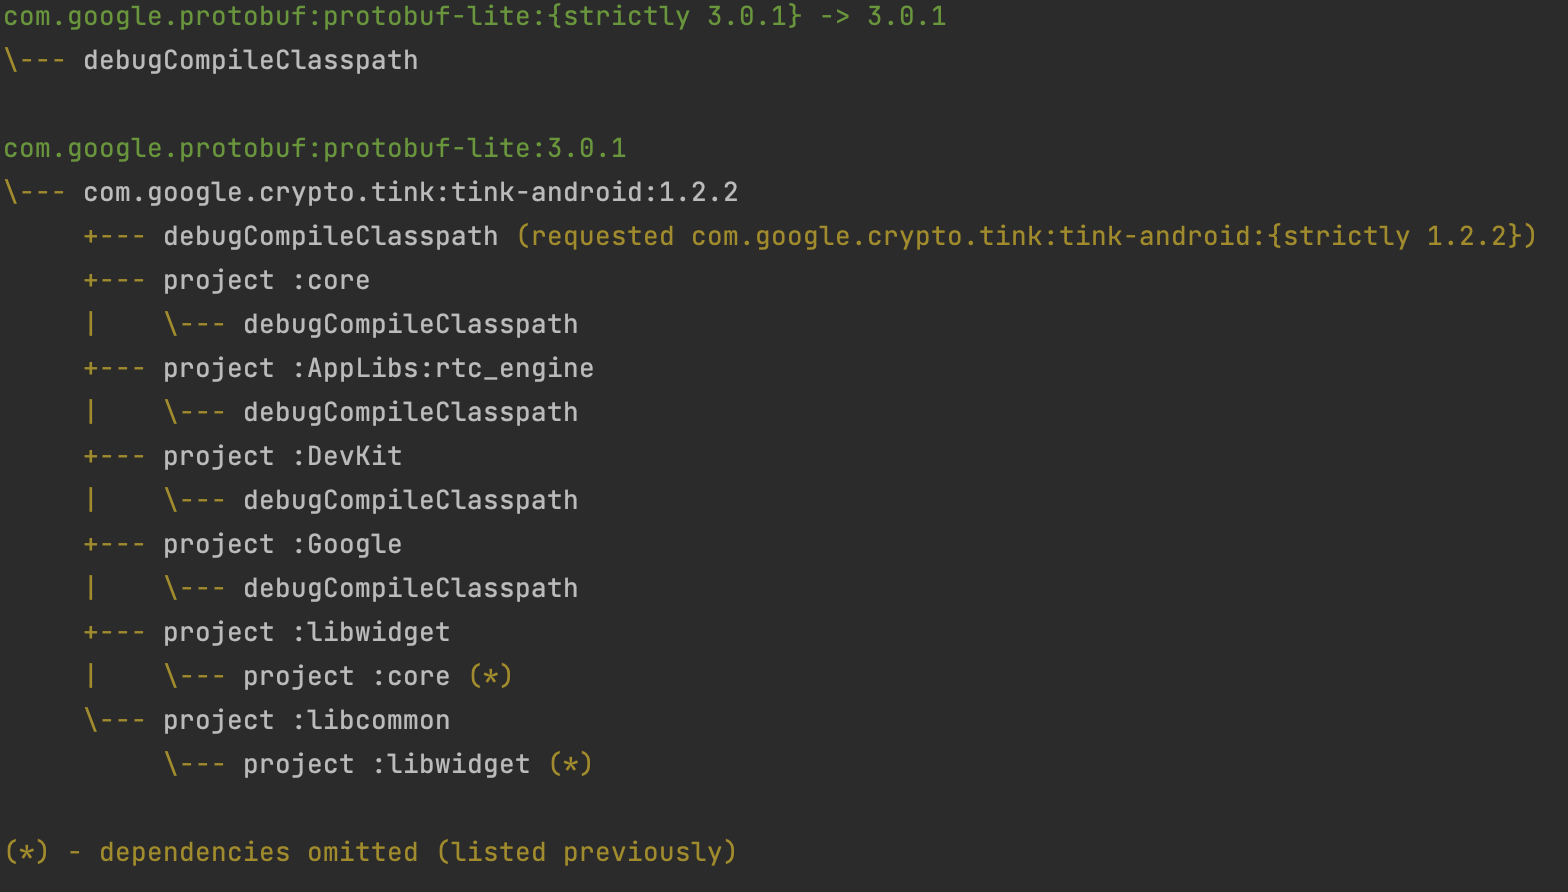 com.google.protobuf:protobuf-lite:{strictly 3.0.1} -> 3.0.1
\--- debugCompileClasspath

com.google.protobuf:protobuf-lite:3.0.1
\--- com.google.crypto.tink:tink-android:1.2.2
     +--- debugCompileClasspath (requested com.google.crypto.tink:tink-android:{strictly 1.2.2})
     +--- project :core
     |    \--- debugCompileClasspath
     +--- project :AppLibs:rtc_engine
     |    \--- debugCompileClasspath
     +--- project :DevKit
     |    \--- debugCompileClasspath
     +--- project :Google
     |    \--- debugCompileClasspath
     +--- project :libwidget
     |    \--- project :core (*)
     \--- project :libcommon
          \--- project :libwidget (*)

(*) - dependencies omitted (listed previously)